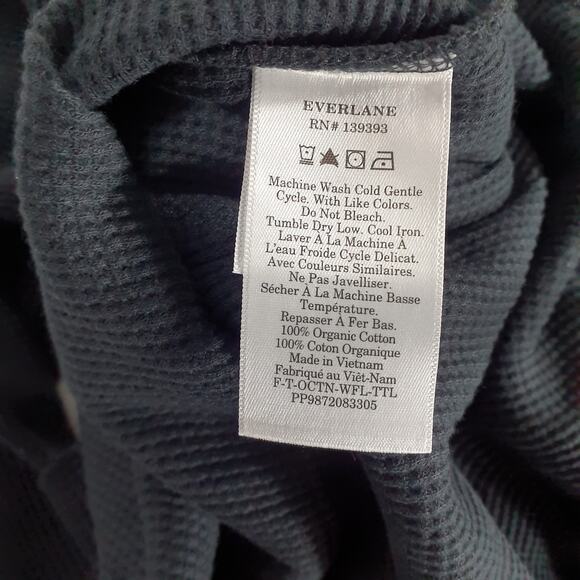 EVERLANE
RN# 139393
Machine Wash Cold Gentle
Cycle. With Like Colors.
Do Not Bleach.
Tumble Dry Low. Cool Iron.
Laver À La Machine À
L'eau Froide Cycle Delicat.
Avec Couleurs Similaires.
Ne Pas Javelliser.
Sécher À La Machine Basse
Température.
Repasser À Fer Bas.
100% Organic Cotton
100% Coton Organique
Made in Vietnam
Fabriqué au Viêt-Nam
F-T-OCTN-WFL-TTL
PP9872083305